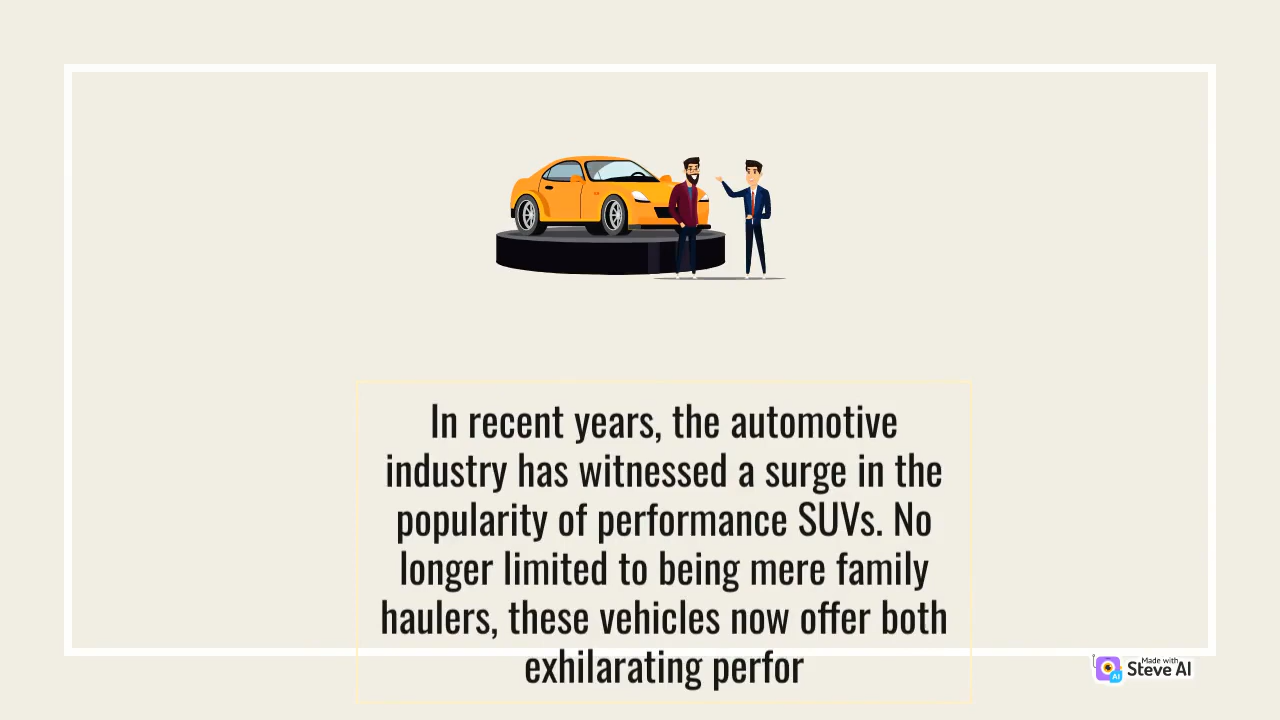 In recent years, the automotive
industry has witnessed a surge in the
popularity of performance SUVs. No
longer limited to being mere family
haulers, these vehicles now offer both
exhilarating perfor
Made with
Steve AI
AI